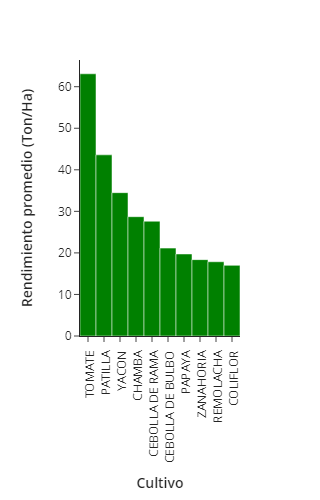 Rendimiento promedio (Ton/Ha)
60
50
40
30
20
10
0
TOMATE
PATILLA
YACON
CHAMBA
CEBOLLA DE RAMA
CEBOLLA DE BULBO
PAPAYA
ZANAHORIA
REMOLACHA
COLIFLOR
Cultivo